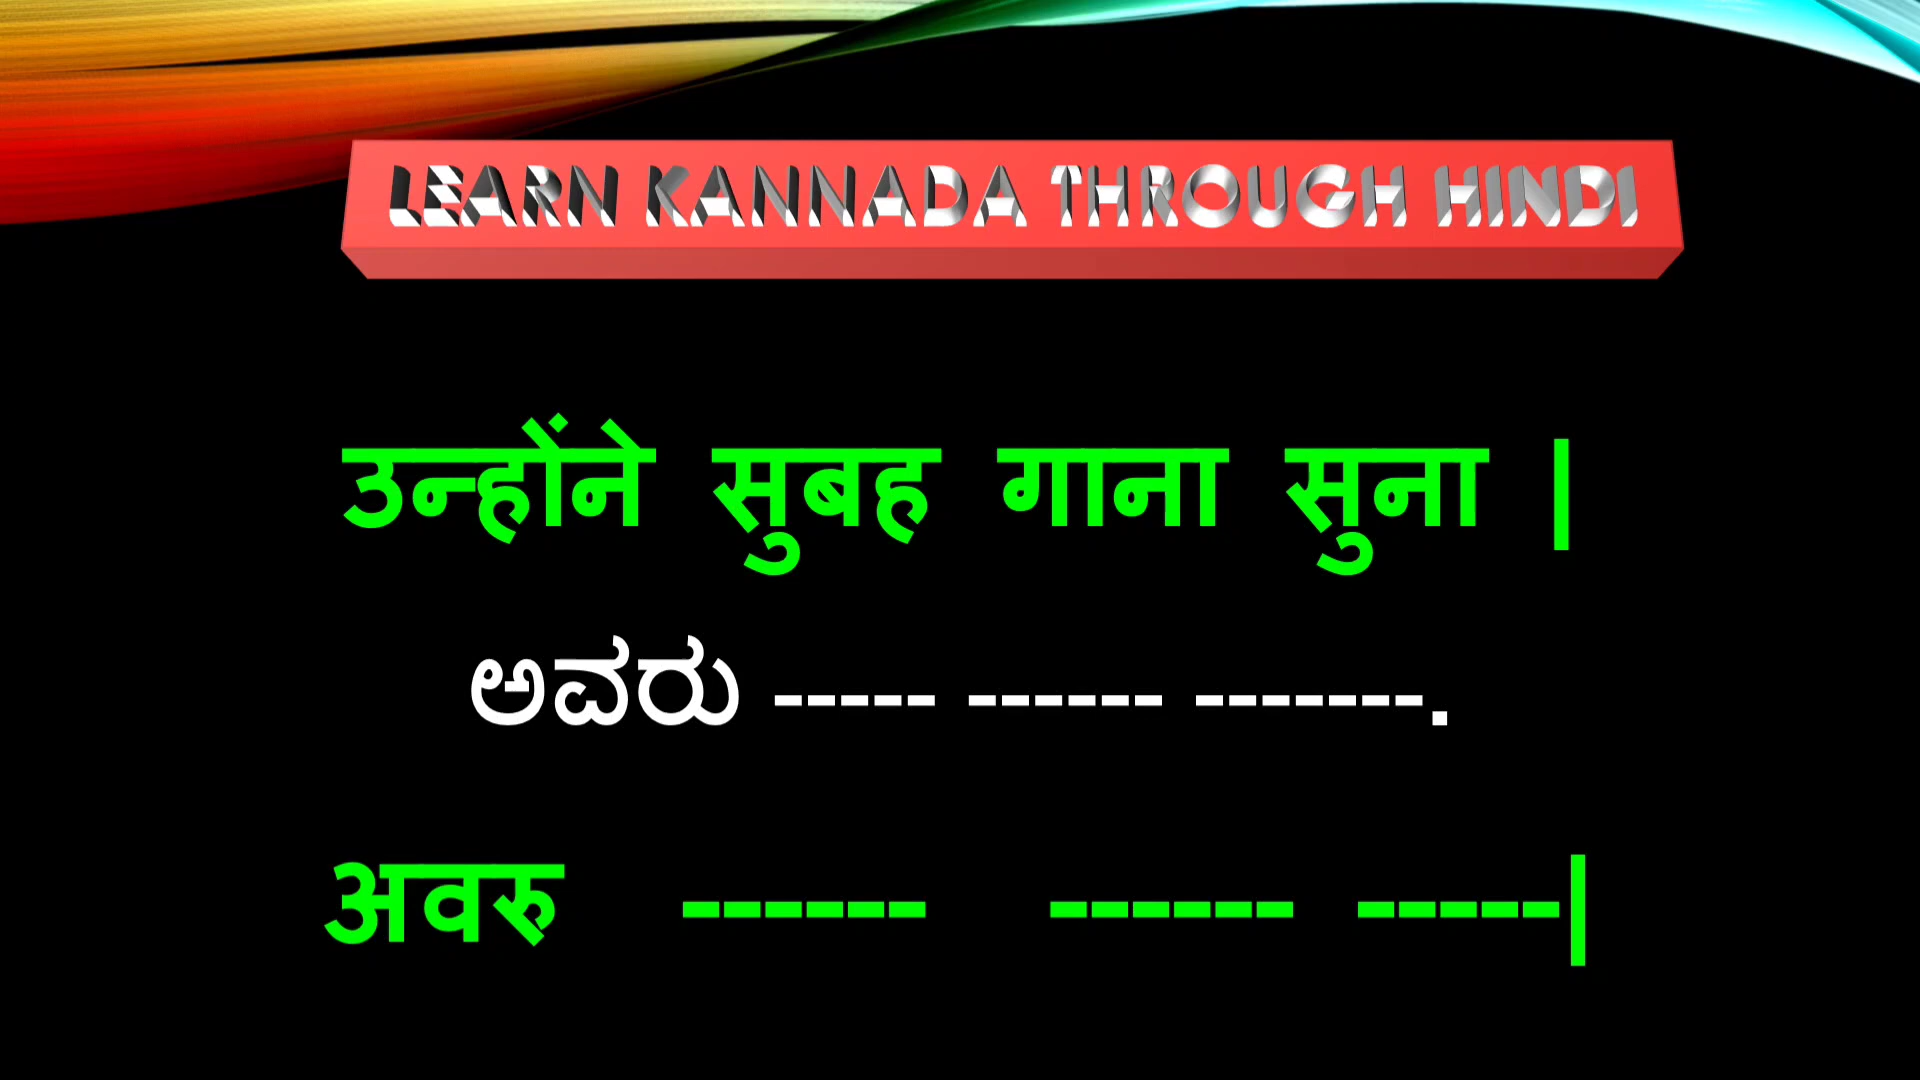 LEARN KANNADA THROUGH HINDI
उन्होंने सुबह गाना सुना |
ಅವರು ----- ------ -------.
अवरु ------ ------ -----|